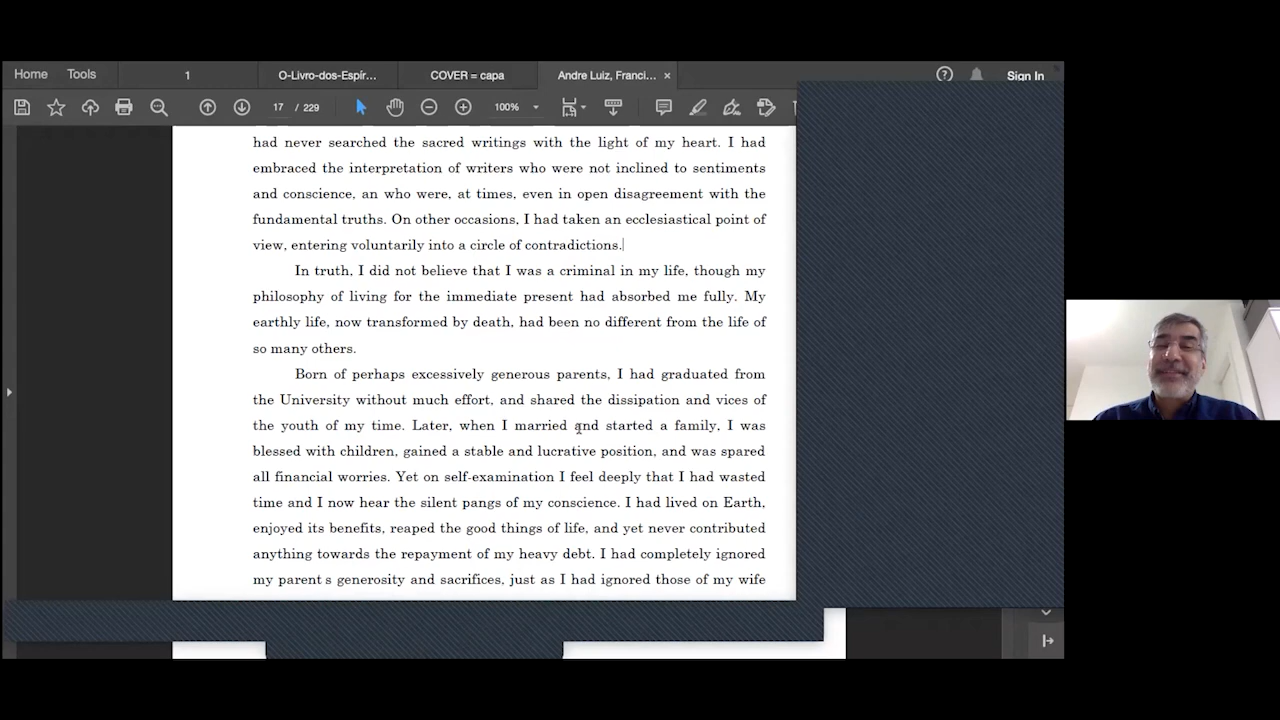 Home Tools 1 O-Livro-dos-Espír... COVER = capa Andre Luiz, Franci... × Sign In
17 / 229 100%
had never searched the sacred writings with the light of my heart. I had
embraced the interpretation of writers who were not inclined to sentiments
and conscience, an who were, at times, even in open disagreement with the
fundamental truths. On other occasions, I had taken an ecclesiastical point of
view, entering voluntarily into a circle of contradictions.
In truth, I did not believe that I was a criminal in my life, though my
philosophy of living for the immediate present had absorbed me fully. My
earthly life, now transformed by death, had been no different from the life of
so many others.
Born of perhaps excessively generous parents, I had graduated from
the University without much effort, and shared the dissipation and vices of
the youth of my time. Later, when I married and started a family, I was
blessed with children, gained a stable and lucrative position, and was spared
all financial worries. Yet on self-examination I feel deeply that I had wasted
time and I now hear the silent pangs of my conscience. I had lived on Earth,
enjoyed its benefits, reaped the good things of life, and yet never contributed
anything towards the repayment of my heavy debt. I had completely ignored
my parent s generosity and sacrifices, just as I had ignored those of my wife